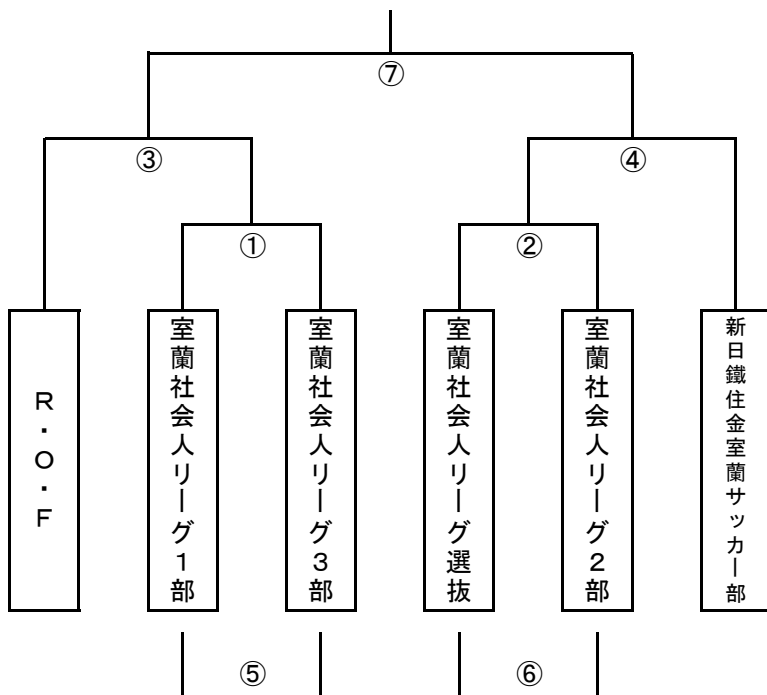 ⑦
③
④
①
②
R・O・F
室蘭社会人リーグ1部
室蘭社会人リーグ3部
室蘭社会人リーグ選抜
室蘭社会人リーグ2部
新日鐵住金室蘭サッカー部
⑤
⑥